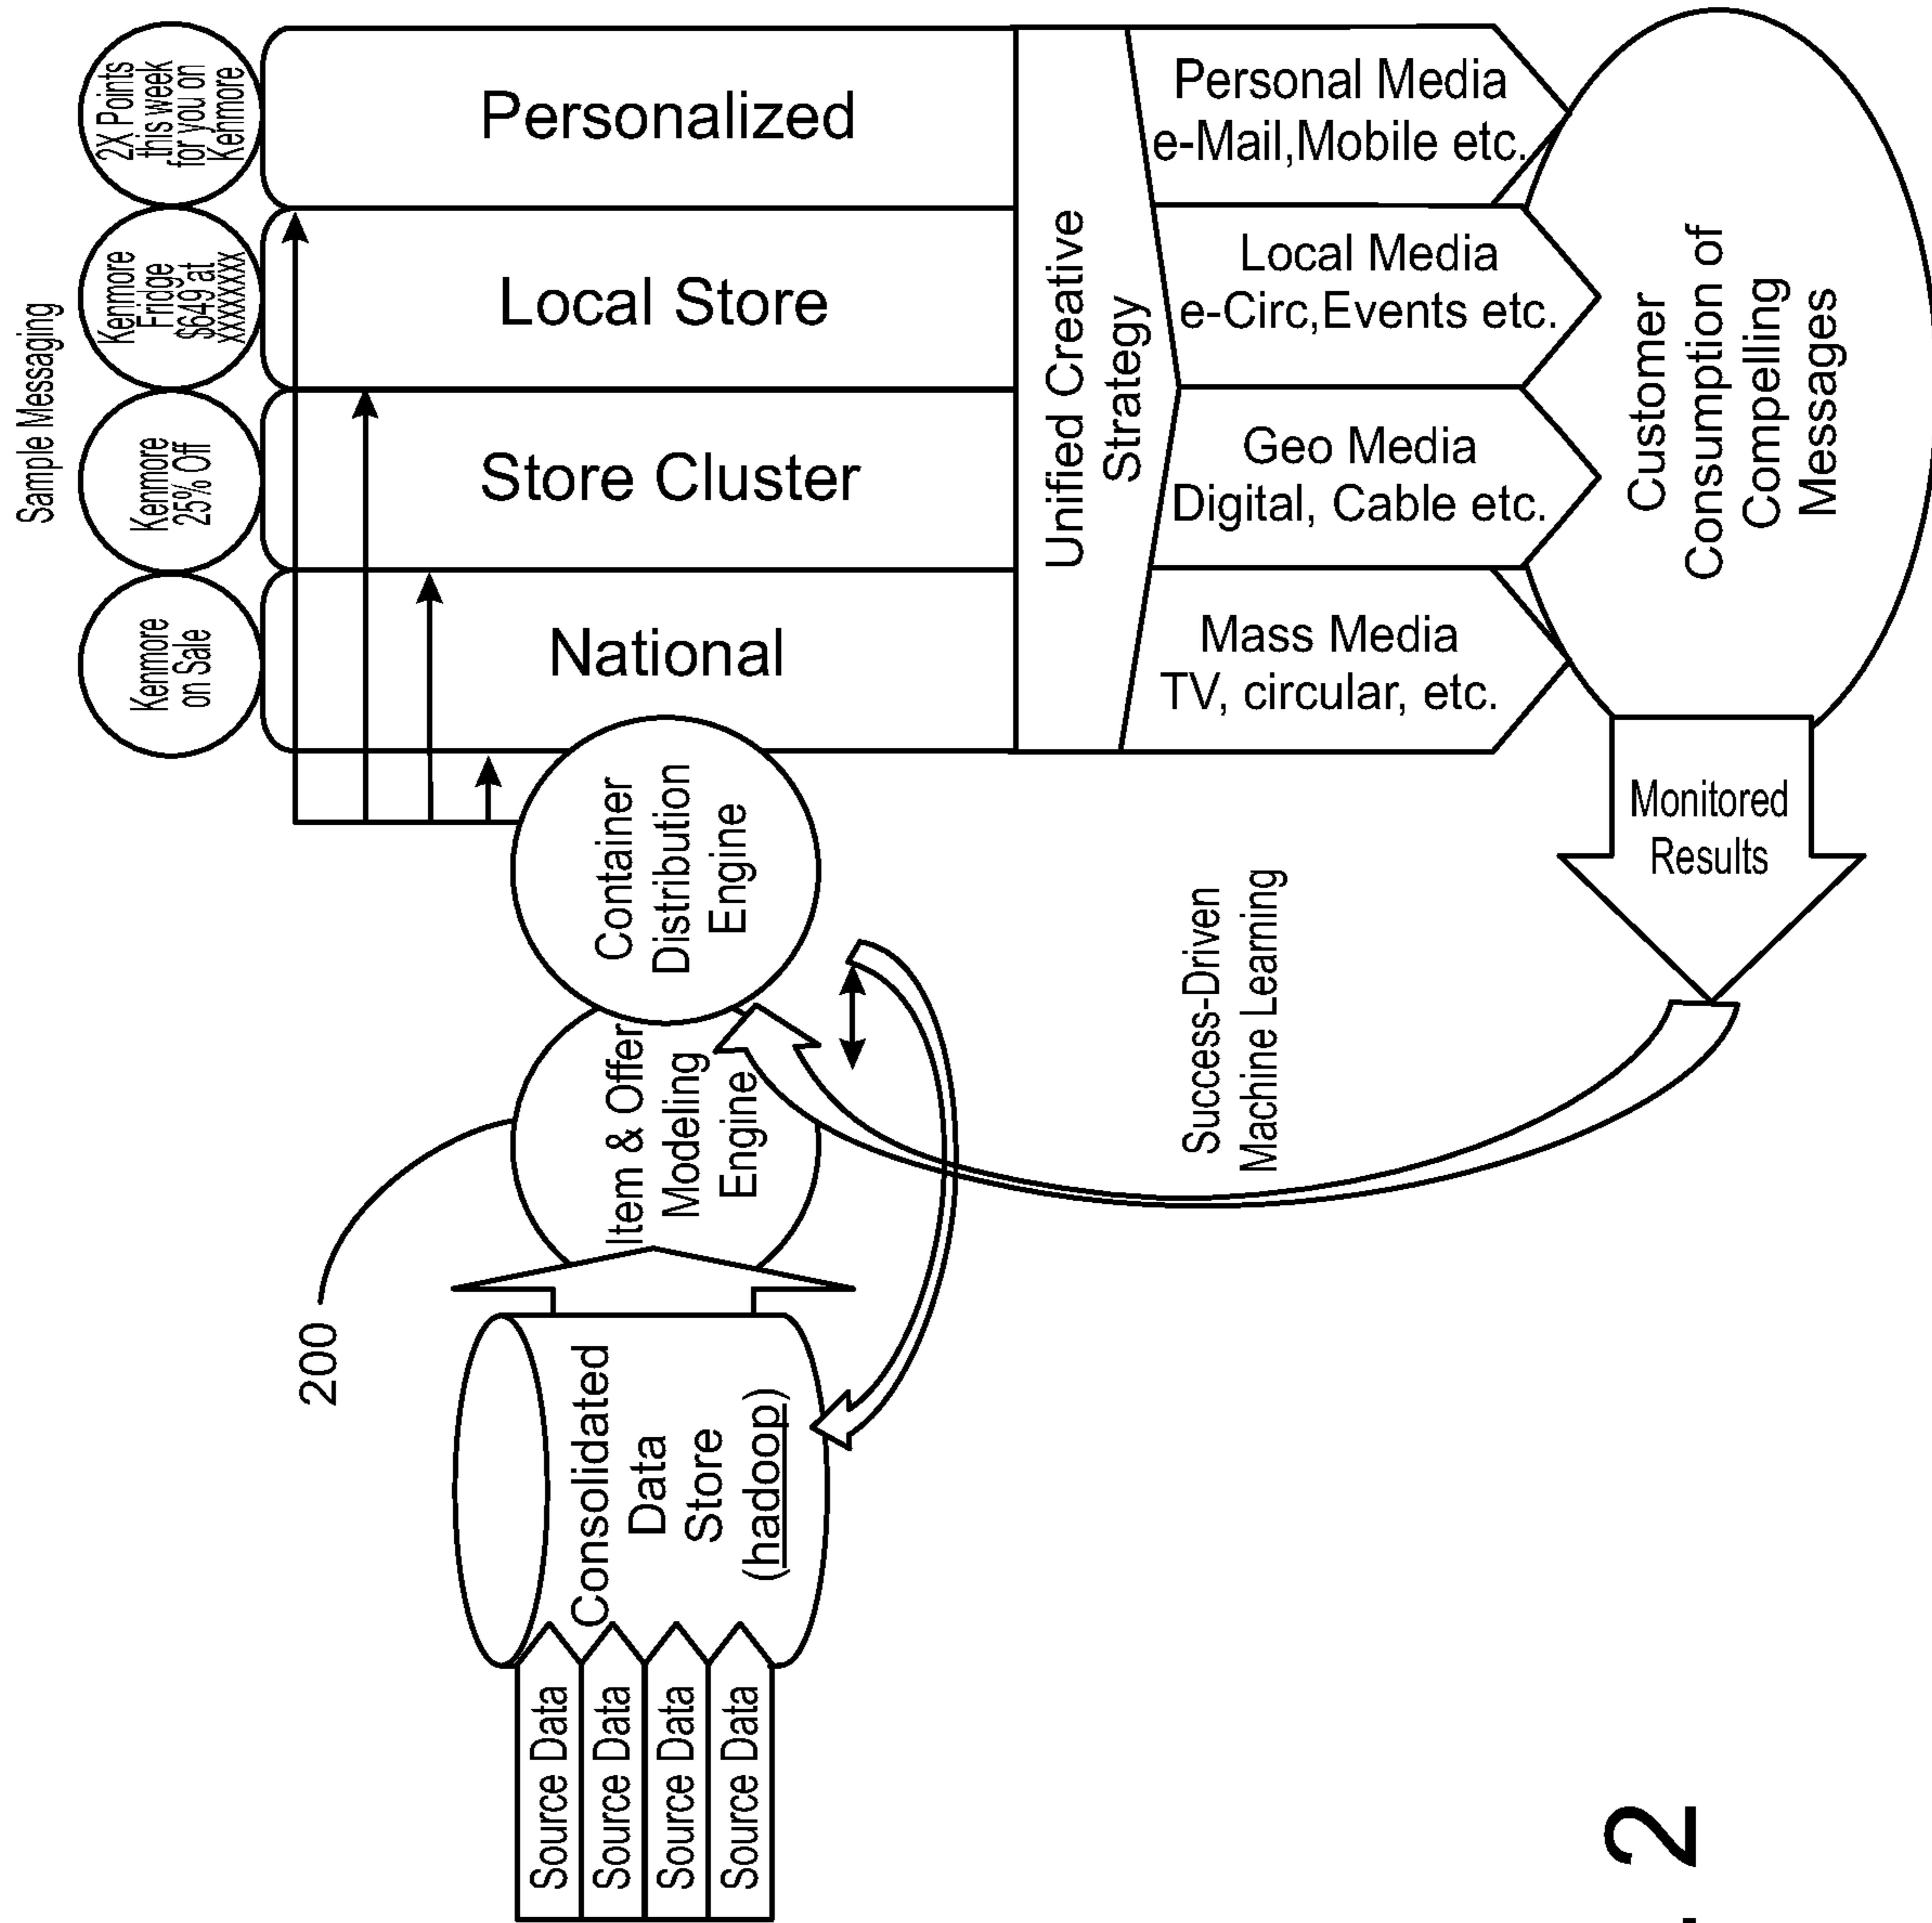 Sample Messaging
2X Points
this week
for you on
Kenmore
Kenmore
Fridge
$649 at
xxxxxxxx
Kenmore
25% Off
Kenmore
on Sale
Personalized
Local Store
Store Cluster
National
Unified Creative
Strategy
Personal Media
e-Mail,Mobile etc.
Local Media
e-Circ,Events etc.
Geo Media
Digital, Cable etc.
Mass Media
TV, circular, etc.
Customer
Consumption of
Compelling
Messages
Monitored
Results
Success-Driven
Machine Learning
Container
Distribution
Engine
Item & Offer
Modeling
Engine
200
Consolidated
Data
Store
(hadoop)
Source Data
Source Data
Source Data
Source Data
. 2